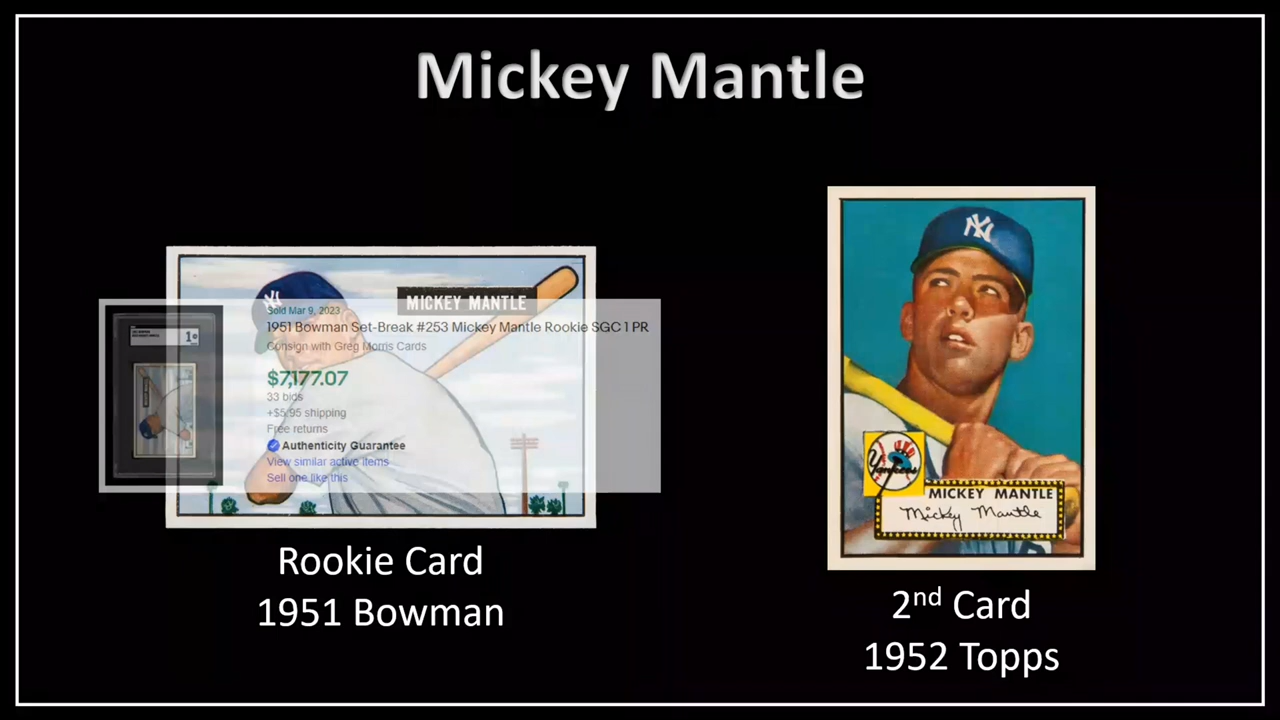 Mickey Mantle
MICKEY MANTLE
Sold Mar 9, 2023
1951 Bowman Set-Break #253 Mickey Mantle Rookie SGC 1 PR
Consign with Greg Morris Cards
$7,177.07
33 bids
+$5.95 shipping
Free returns
Authenticity Guarantee
View similar active items
Sell one like this
Rookie Card
1951 Bowman
NY
Yankees
MICKEY MANTLE
Mickey Mantle
2nd Card
1952 Topps